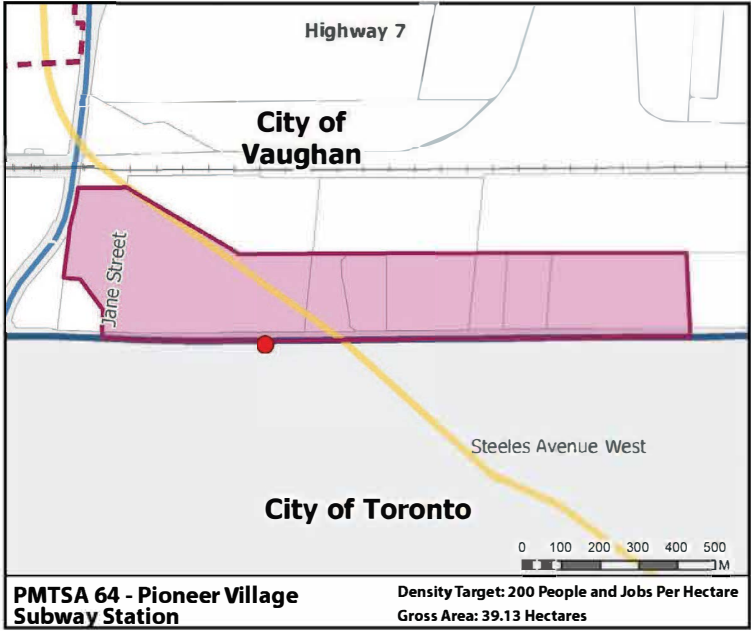 Highway 7
City of
Vaughan
Jane Street
Steeles Avenue West
City of Toronto
0 100 200 300 400 500
M
PMTSA 64 - Pioneer Village
Subway Station
Density Target: 200 People and Jobs Per Hectare
Gross Area: 39.13 Hectares